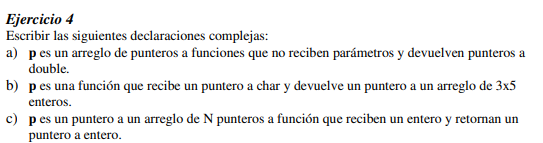 Ejercicio 4
Escribir las siguientes declaraciones complejas:
a) p es un arreglo de punteros a funciones que no reciben parámetros y devuelven punteros a
double.
b) p es una función que recibe un puntero a char y devuelve un puntero a un arreglo de 3x5
enteros.
c) p es un puntero a un arreglo de N punteros a función que reciben un entero y retornan un
puntero a entero.